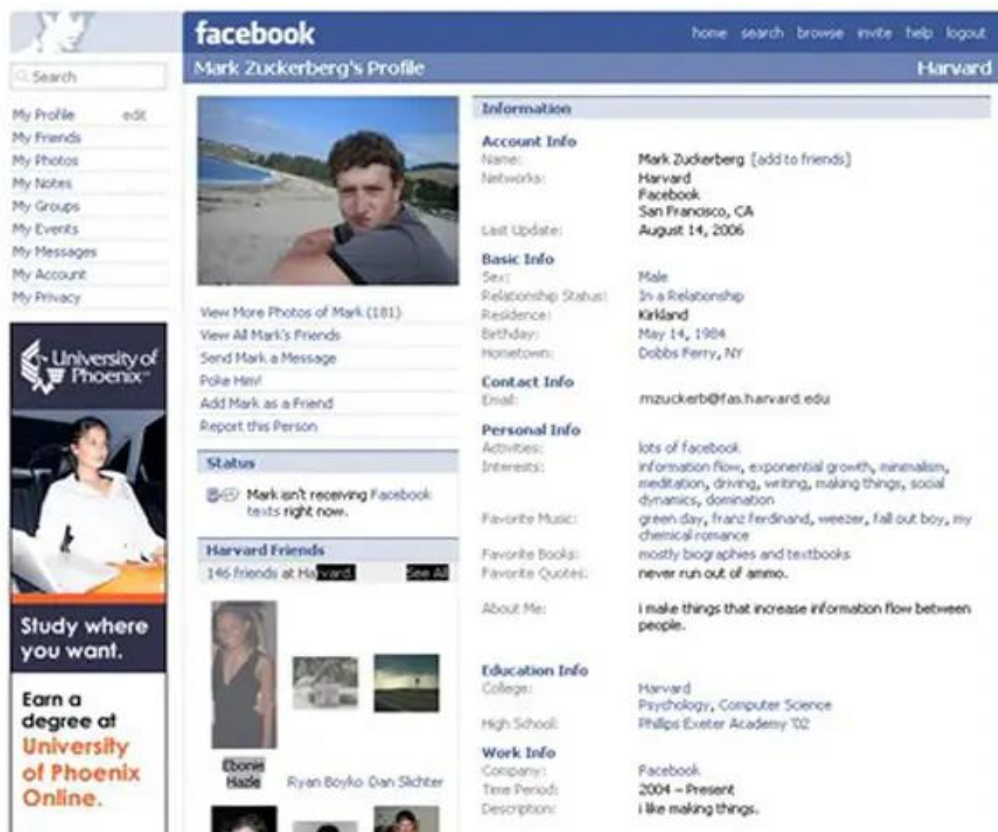 facebook
home search browse invite help logout
Mark Zuckerberg's Profile
Harvard
Search
My Profile edit
My Friends
My Photos
My Notes
My Groups
My Events
My Messages
My Account
My Privacy
University of
Phoenix
Study where
you want.
Earn a
degree at
University
of Phoenix
Online.
View More Photos of Mark (181)
View All Mark's Friends
Send Mark a Message
Poke Him!
Add Mark as a Friend
Report this Person
Status
Mark isn't receiving Facebook
texts right now.
Harvard Friends
146 friends at Harvard. See All
Ebonie
Hazle
Ryan Boyko Dan Slichter
Information
Account Info
Name: Mark Zuckerberg [add to friends]
Networks: Harvard
Facebook
San Francisco, CA
Last Update: August 14, 2006
Basic Info
Sex: Male
Relationship Status: In a Relationship
Residence: Kirkland
Birthday: May 14, 1984
Hometown: Dobbs Ferry, NY
Contact Info
Email: mzuckerb@fas.harvard.edu
Personal Info
Activities: lots of facebook
Interests: information flow, exponential growth, minimalism,
meditation, driving, writing, making things, social
dynamics, domination
Favorite Music: green day, franz ferdinand, weezer, fall out boy, my
chemical romance
Favorite Books: mostly biographies and textbooks
Favorite Quotes: never run out of ammo.
About Me: i make things that increase information flow between
people.
Education Info
College: Harvard
Psychology, Computer Science
High School: Phillips Exeter Academy '02
Work Info
Company: Facebook
Time Period: 2004 – Present
Description: i like making things.